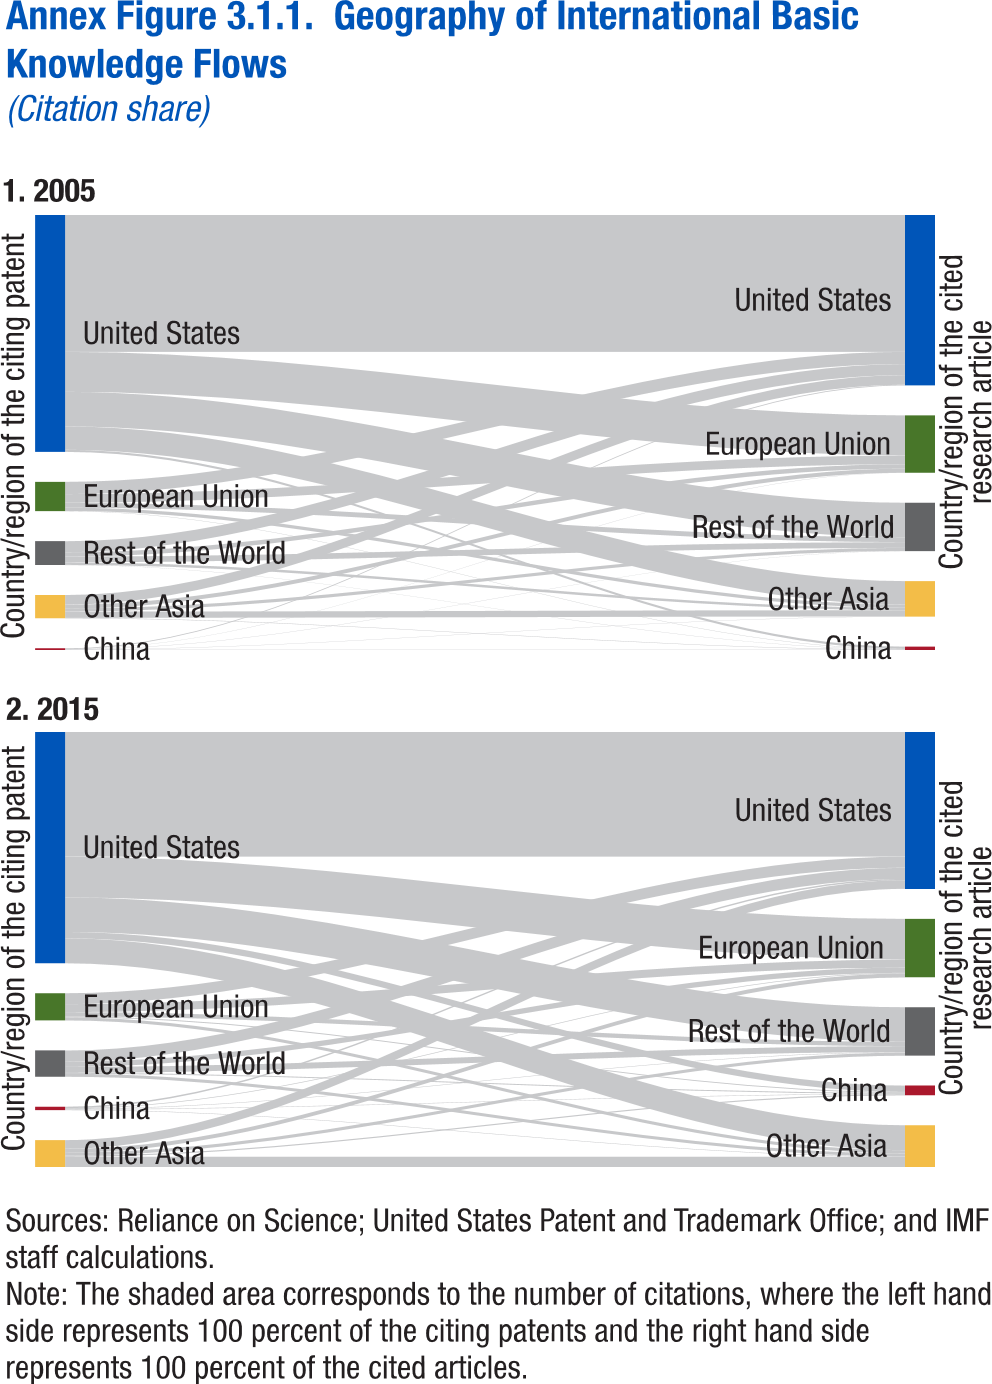 Annex Figure 3.1.1.  Geography of International Basic
Knowledge Flows
(Citation share)
1. 2005
Country/region of the citing patent
United States
European Union
Rest of the World
Other Asia
China
United States
European Union
Rest of the World
Other Asia
China
Country/region of the cited
research article
2. 2015
Country/region of the citing patent
United States
European Union
Rest of the World
China
Other Asia
United States
European Union
Rest of the World
China
Other Asia
Country/region of the cited
research article
Sources: Reliance on Science; United States Patent and Trademark Office; and IMF
staff calculations.
Note: The shaded area corresponds to the number of citations, where the left hand
side represents 100 percent of the citing patents and the right hand side
represents 100 percent of the cited articles.